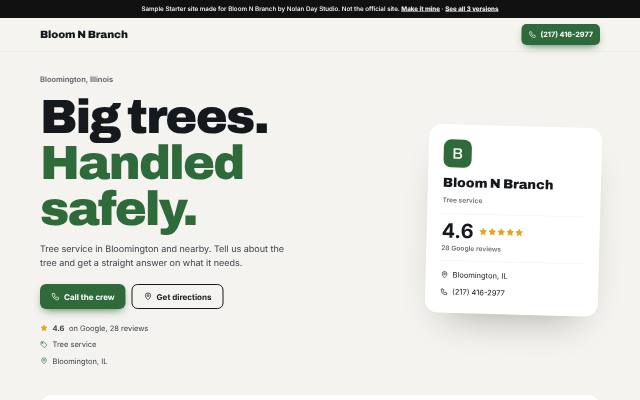 Sample Starter site made for Bloom N Branch by Nolan Day Studio. Not the official site. Make it mine · See all 3 versions
Bloom N Branch
(217) 416-2977
Bloomington, Illinois
Big trees.
Handled
safely.
Tree service in Bloomington and nearby. Tell us about the
tree and get a straight answer on what it needs.
Call the crew
Get directions
4.6 on Google, 28 reviews
Tree service
Bloomington, IL
B
Bloom N Branch
Tree service
4.6
28 Google reviews
Bloomington, IL
(217) 416-2977